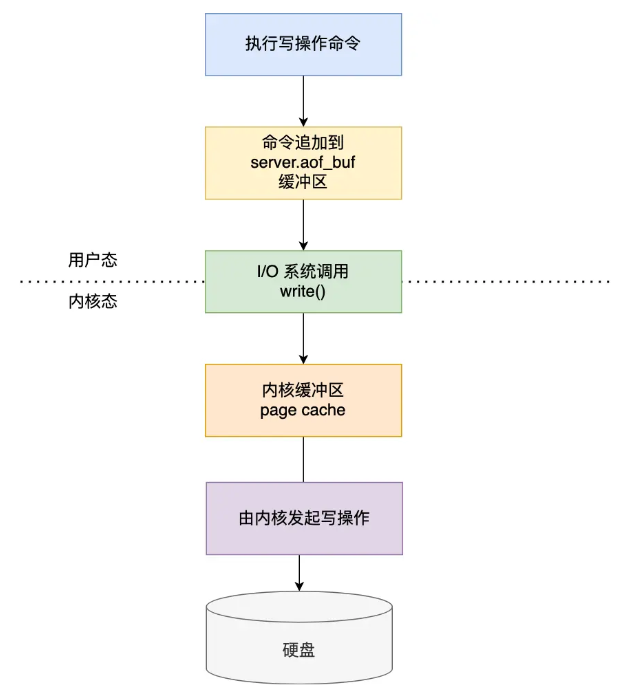 执行写操作命令
命令追加到
server.aof_buf
缓冲区
用户态
I/O 系统调用
write()
内核态
内核缓冲区
page cache
由内核发起写操作
硬盘